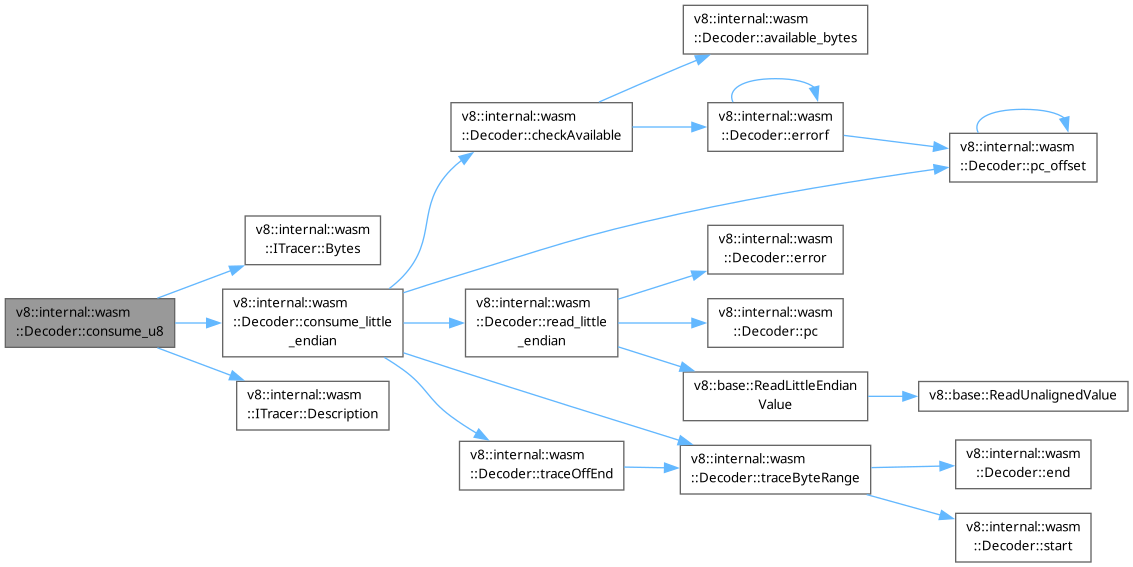 v8::internal::wasm
::Decoder::consume_u8
v8::internal::wasm
::ITracer::Bytes
v8::internal::wasm
::Decoder::consume_little
_endian
v8::internal::wasm
::ITracer::Description
v8::internal::wasm
::Decoder::checkAvailable
v8::internal::wasm
::Decoder::read_little
_endian
v8::internal::wasm
::Decoder::traceOffEnd
v8::internal::wasm
::Decoder::available_bytes
v8::internal::wasm
::Decoder::errorf
v8::internal::wasm
::Decoder::error
v8::internal::wasm
::Decoder::pc
v8::base::ReadLittleEndian
Value
v8::internal::wasm
::Decoder::traceByteRange
v8::internal::wasm
::Decoder::pc_offset
v8::base::ReadUnalignedValue
v8::internal::wasm
::Decoder::end
v8::internal::wasm
::Decoder::start